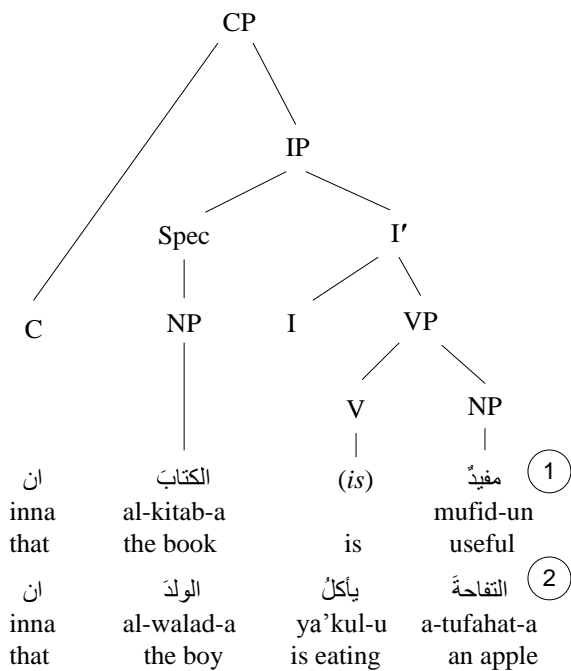 CP
IP
Spec I′
C NP I VP
V NP
ان الكتابَ (is) مفيدٌ 1
inna al-kitab-a mufid-un
that the book is useful
ان الولدَ يأكلُ التفاحةَ 2
inna al-walad-a ya’kul-u a-tufahat-a
that the boy is eating an apple